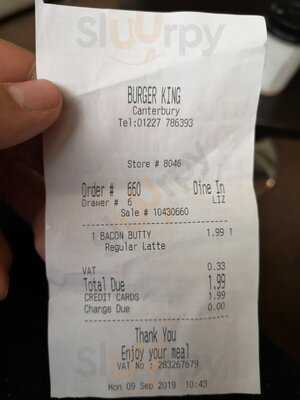 Sluurpy
BURGER KING
Canterbury
Tel:01227 786393
Store # 8046
Order # 660 Dine In
Drawer # 6 LIZ
Sale # 10430660
1 BACON BUTTY 1.99 1
Regular Latte
VAT 0.33
Total Due 1.99
CREDIT CARDS 1.99
Change Due 0.00
Thank You
Enjoy your meal
VAT No : 283267679
Mon 09 Sep 2019 10:43